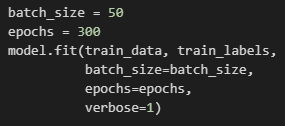 batch_size = 50
epochs = 300
model.fit(train_data, train_labels,
          batch_size=batch_size,
          epochs=epochs,
          verbose=1)